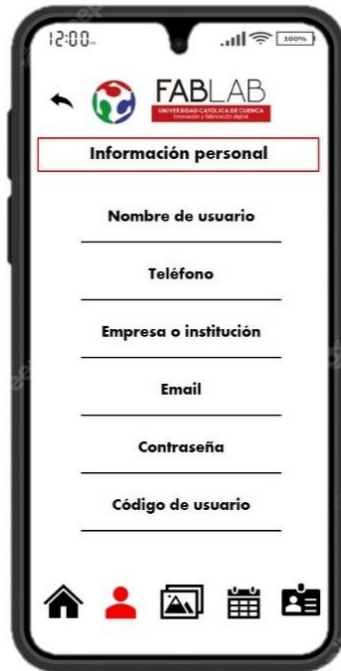 12:00
100%
FABLAB
UNIVERSIDAD CATÓLICA DE CUENCA
Innovación y fabricación digital
Información personal
Nombre de usuario
Teléfono
Empresa o institución
Email
Contraseña
Código de usuario